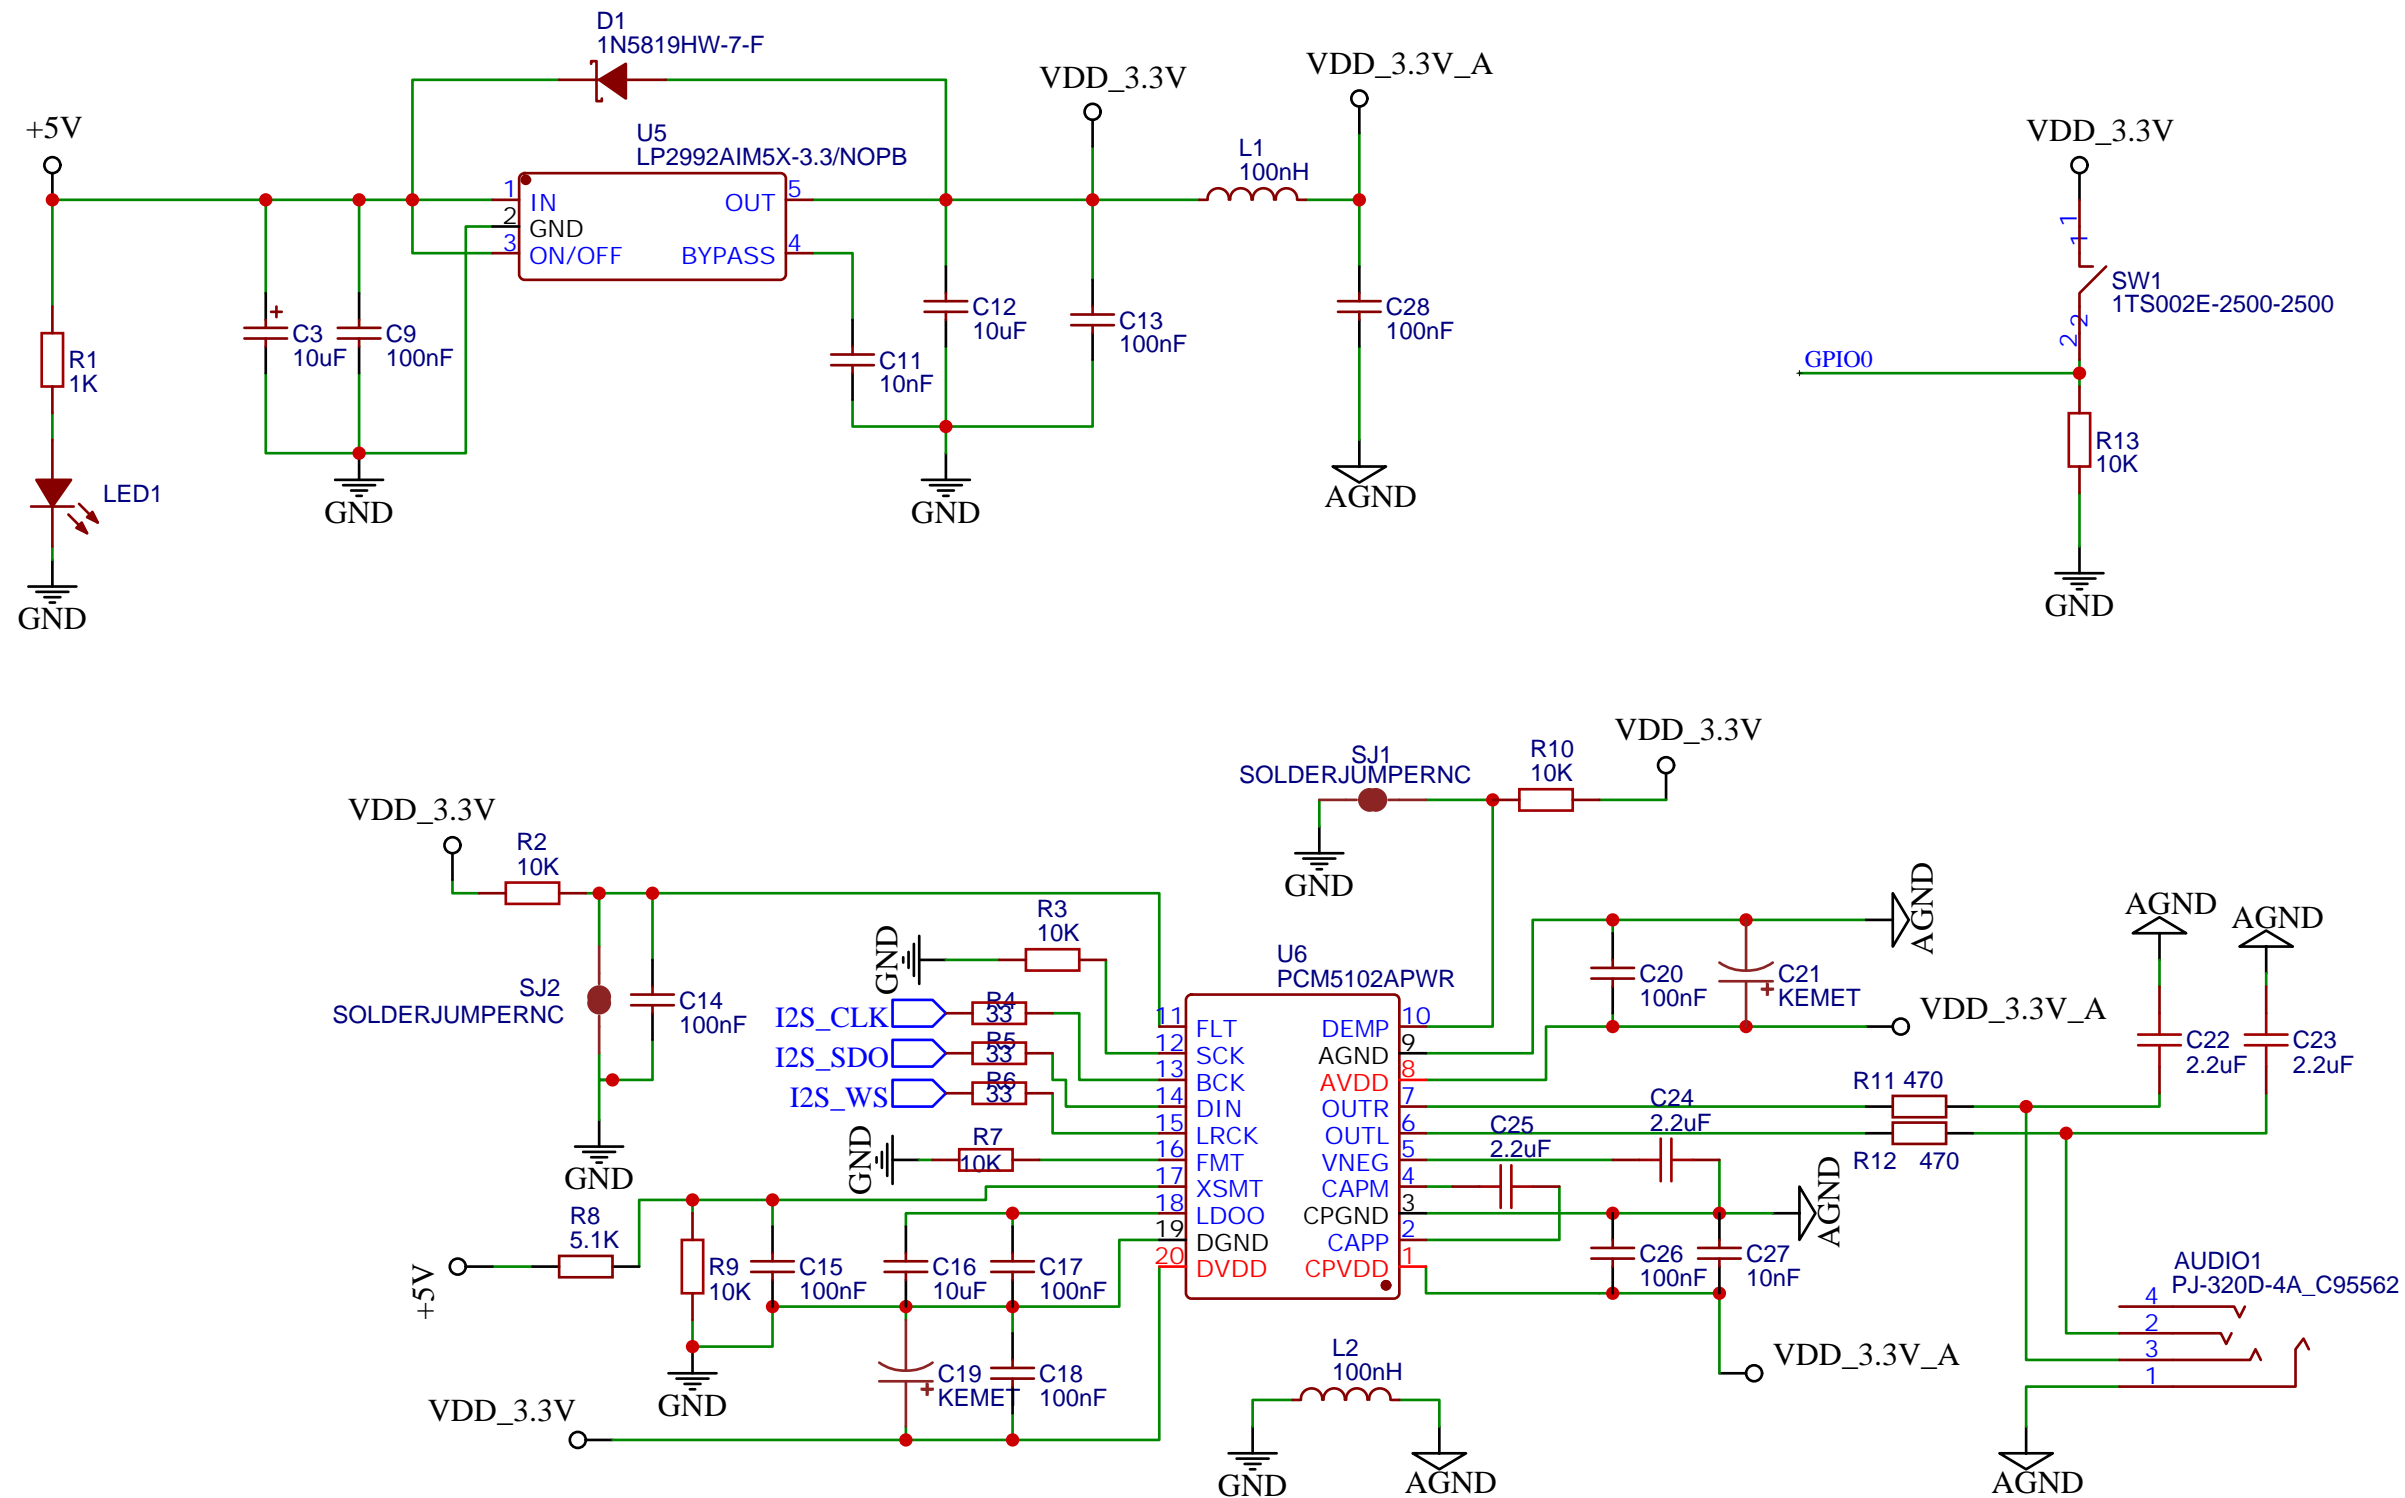 D1
1N5819HW-7-F
+5V
U5
LP2992AIM5X-3.3/NOPB
1
IN
2
GND
3
ON/OFF
5
OUT
4
BYPASS
VDD_3.3V
L1
100nH
VDD_3.3V_A
R1
1K
LED1
GND
C3
10uF
C9
100nF
GND
C11
10nF
C12
10uF
C13
100nF
GND
C28
100nF
AGND
VDD_3.3V
1
1
SW1
1TS002E-2500-2500
2
2
GPIO0
R13
10K
GND
SJ1
SOLDERJUMPERNC
R10
10K
VDD_3.3V
GND
VDD_3.3V
R2
10K
SJ2
SOLDERJUMPERNC
C14
100nF
GND
R3
10K
GND
I2S_CLK
R4
33
I2S_SDO
R5
33
I2S_WS
R6
33
GND
R7
10K
U6
PCM5102APWR
11
FLT
12
SCK
13
BCK
14
DIN
15
LRCK
16
FMT
17
XSMT
18
LDOO
19
DGND
20
DVDD
10
DEMP
9
AGND
8
AVDD
7
OUTR
6
OUTL
5
VNEG
4
CAPM
3
CPGND
2
CAPP
1
CPVDD
R8
5.1K
+5V
R9
10K
C15
100nF
C16
10uF
C17
100nF
GND
C19
KEMET
C18
100nF
VDD_3.3V
L2
100nH
GND
AGND
AGND
C20
100nF
C21
KEMET
VDD_3.3V_A
AGND
AGND
C22
2.2uF
C23
2.2uF
R11 470
R12 470
C24
2.2uF
C25
2.2uF
AGND
C26
100nF
C27
10nF
VDD_3.3V_A
AUDIO1
PJ-320D-4A_C95562
4
2
3
1
AGND